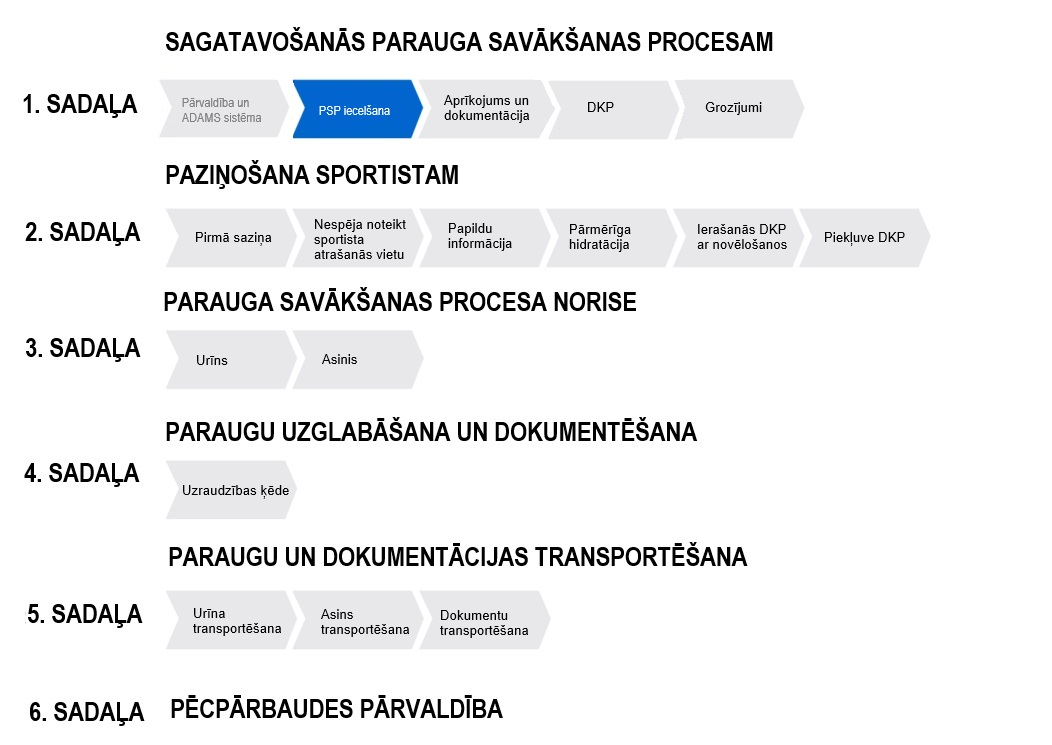 SAGATAVOŠANĀS PARAUGA SAVĀKŠANAS PROCESAM
1. SADAĻA
Pārvaldība un
ADAMS sistēma
PSP iecelšana
Aprīkojums un
dokumentācija
DKP
Grozījumi
PAZIŅOŠANA SPORTISTAM
2. SADAĻA
Pirmā saziņa
Nespēja noteikt
sportista
atrašanās vietu
Papildu
informācija
Pārmērīga
hidratācija
Ierašanās DKP
ar novēlošanos
Piekļuve DKP
PARAUGA SAVĀKŠANAS PROCESA NORISE
3. SADAĻA
Urīns
Asinis
PARAUGU UZGLABĀŠANA UN DOKUMENTĒŠANA
4. SADAĻA
Uzraudzības ķēde
PARAUGU UN DOKUMENTĀCIJAS TRANSPORTĒŠANA
5. SADAĻA
Urīna
transportēšana
Asins
transportēšana
Dokumentu
transportēšana
6. SADAĻA
PĒCPĀRBAUDES PĀRVALDĪBA